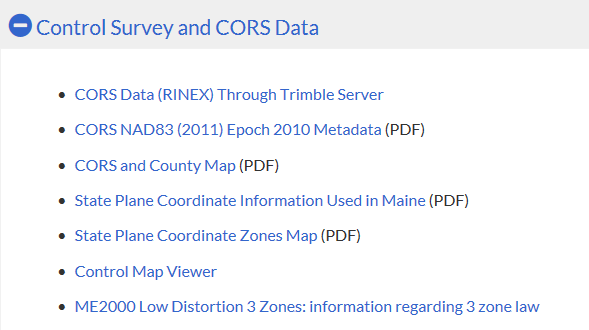 Control Survey and CORS Data
• CORS Data (RINEX) Through Trimble Server
• CORS NAD83 (2011) Epoch 2010 Metadata (PDF)
• CORS and County Map (PDF)
• State Plane Coordinate Information Used in Maine (PDF)
• State Plane Coordinate Zones Map (PDF)
• Control Map Viewer
• ME2000 Low Distortion 3 Zones: information regarding 3 zone law